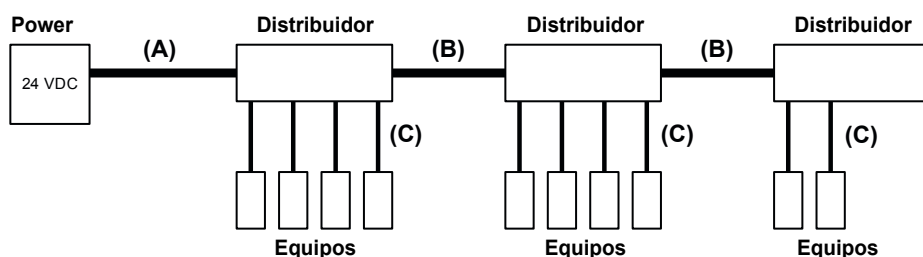 Power
Distribuidor
Distribuidor
Distribuidor
(A)
(B)
(B)
24 VDC
(C)
(C)
(C)
Equipos
Equipos
Equipos